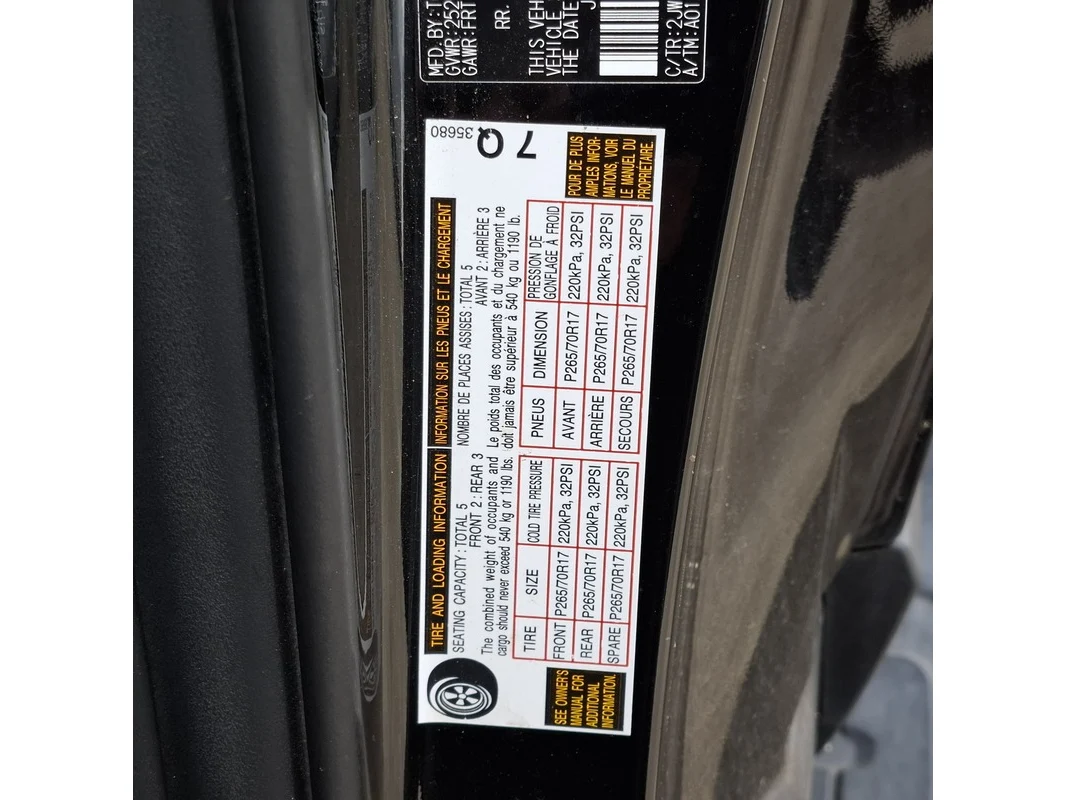 TIRE AND LOADING INFORMATION
SEATING CAPACITY : TOTAL 5
FRONT 2 : REAR 3
The combined weight of occupants and
cargo should never exceed 540 kg or 1190 lbs.
TIRE SIZE COLD TIRE PRESSURE
FRONT P265/70R17 220kPa, 32PSI
REAR P265/70R17 220kPa, 32PSI
SPARE P265/70R17 220kPa, 32PSI
SEE OWNER'S
MANUAL FOR
ADDITIONAL
INFORMATION.
INFORMATION SUR LES PNEUS ET LE CHARGEMENT
NOMBRE DE PLACES ASSISES : TOTAL 5
AVANT 2 : ARRIÈRE 3
Le poids total des occupants et du chargement ne
doit jamais être supérieur à 540 kg ou 1190 lb.
PNEUS DIMENSION PRESSION DE
GONFLAGE À FROID
AVANT P265/70R17 220kPa, 32PSI
ARRIÈRE P265/70R17 220kPa, 32PSI
SECOURS P265/70R17 220kPa, 32PSI
35680
7 Q
POUR DE PLUS
AMPLES INFOR-
MATIONS, VOIR
LE MANUEL DU
PROPRIÉTAIRE.
MFD. BY: T
GVWR: 252
GAWR: FRT
RR.
THIS VEH
VEHICLE
THE DATE
C/TR: 2JW
A/TM: A01